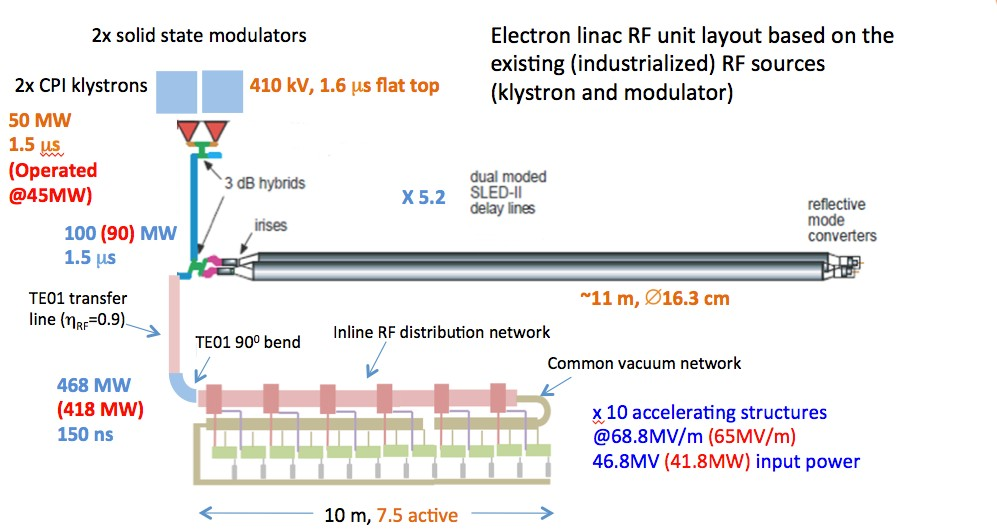 2x solid state modulators
Electron linac RF unit layout based on the
existing (industrialized) RF sources
(klystron and modulator)
2x CPI klystrons
410 kV, 1.6 μs flat top
50 MW
1.5 μs
(Operated
@45MW)
3 dB hybrids
X 5.2
dual moded
SLED-II
delay lines
reflective
mode
converters
irises
100 (90) MW
1.5 μs
~11 m, Ø16.3 cm
TE01 transfer
line (ηRF=0.9)
TE01 90⁰ bend
Inline RF distribution network
Common vacuum network
468 MW
(418 MW)
150 ns
x 10 accelerating structures
@68.8MV/m (65MV/m)
46.8MV (41.8MW) input power
10 m, 7.5 active